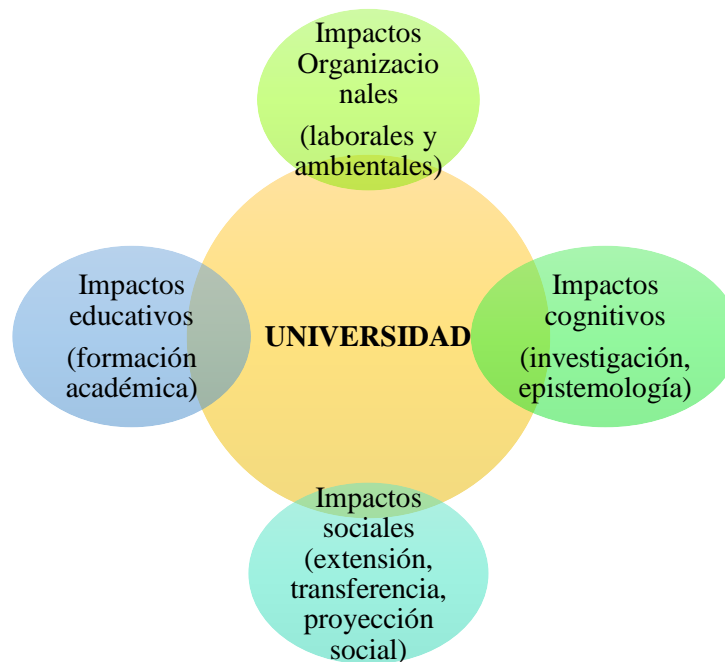 Impactos
Organizacio
nales
(laborales y
ambientales)
Impactos
educativos
(formación
académica)
UNIVERSIDAD
Impactos
cognitivos
(investigación,
epistemología)
Impactos
sociales
(extensión,
transferencia,
proyección
social)